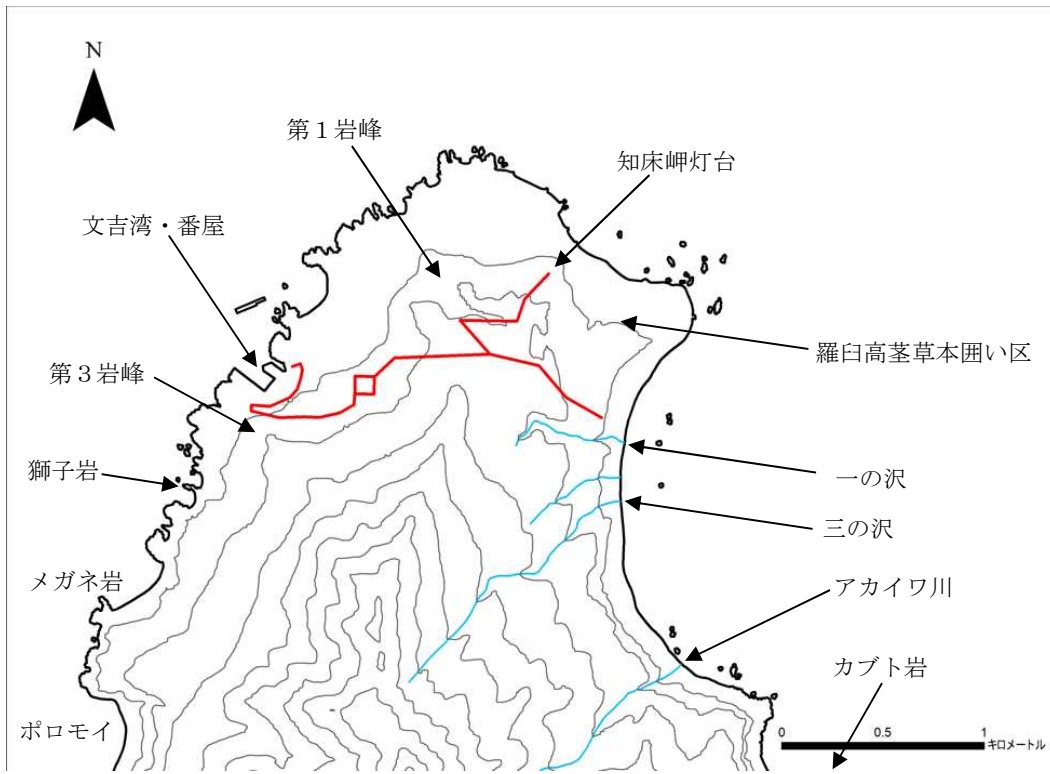 N
第１岩峰
知床岬灯台
文吉湾・番屋
羅臼高茎草本囲い区
第３岩峰
獅子岩
一の沢
三の沢
メガネ岩
アカイワ川
カブト岩
ポロモイ
0 0.5 1
キロメートル